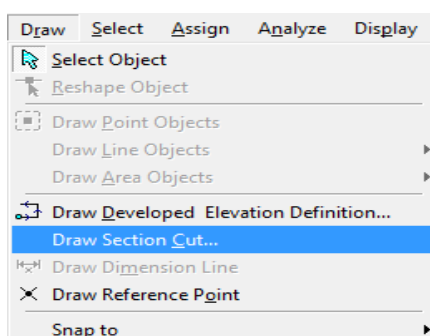 Draw Select Assign Analyze Display
Select Object
Reshape Object
Draw Point Objects
Draw Line Objects
Draw Area Objects
Draw Developed Elevation Definition...
Draw Section Cut...
Draw Dimension Line
Draw Reference Point
Snap to